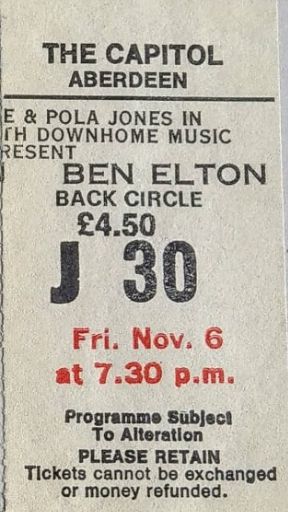 THE CAPITOL
ABERDEEN
E & POLA JONES IN
TH DOWNHOME MUSIC
RESENT
BEN ELTON
BACK CIRCLE
£4.50
J 30
Fri. Nov. 6
at 7.30 p.m.
Programme Subject
To Alteration
PLEASE RETAIN
Tickets cannot be exchanged
or money refunded.